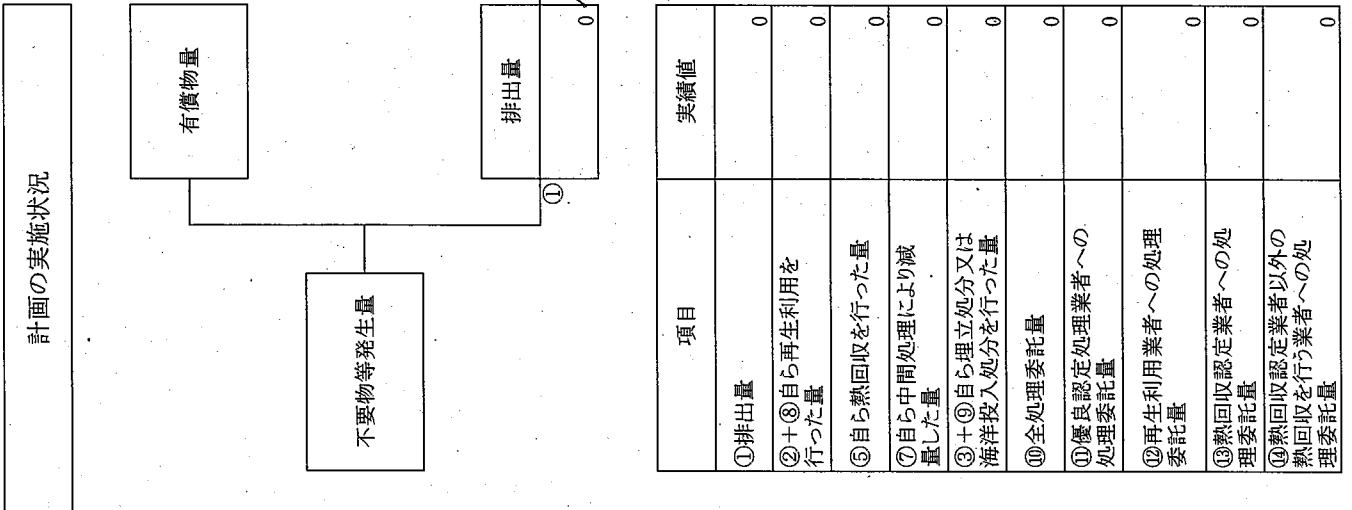 計画の実施状況
有償物量
不要物等発生量
①
排出量
0
項目
実績値
①排出量
0
②+⑧自ら再生利用を
行った量
0
⑤自ら熱回収を行った量
0
⑦自ら中間処理により減
量した量
0
③+⑨自ら埋立処分又は
海洋投入処分を行った量
0
⑩全処理委託量
0
⑪優良認定処理業者への
処理委託量
0
⑫再生利用業者への処理
委託量
0
⑬熱回収認定業者への処
理委託量
0
⑭熱回収認定業者以外の
熱回収を行う業者への処
理委託量
0